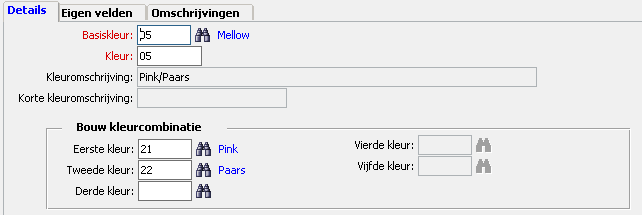 Details Eigen velden Omschrijvingen
Basiskleur: 05 Mellow
Kleur: 05
Kleuromschrijving: Pink/Paars
Korte kleuromschrijving:
Bouw kleurcombinatie
Eerste kleur: 21 Pink Vierde kleur:
Tweede kleur: 22 Paars Vijfde kleur:
Derde kleur: